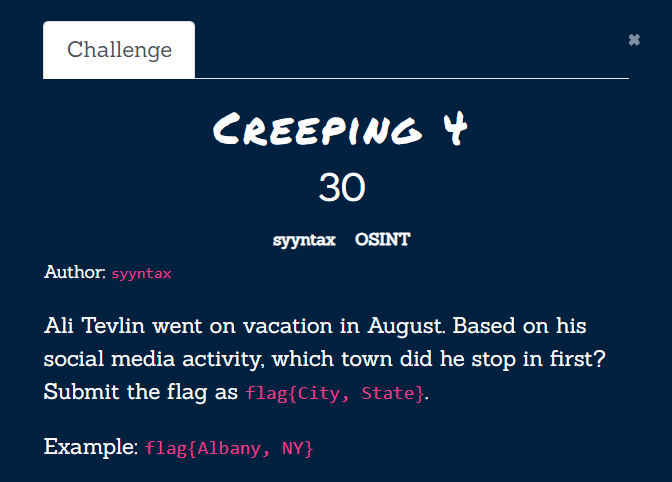 Challenge
×
Creeping 4
30
syyntax OSINT
Author: syyntax
Ali Tevlin went on vacation in August. Based on his
social media activity, which town did he stop in first?
Submit the flag as flag{City, State}.
Example: flag{Albany, NY}